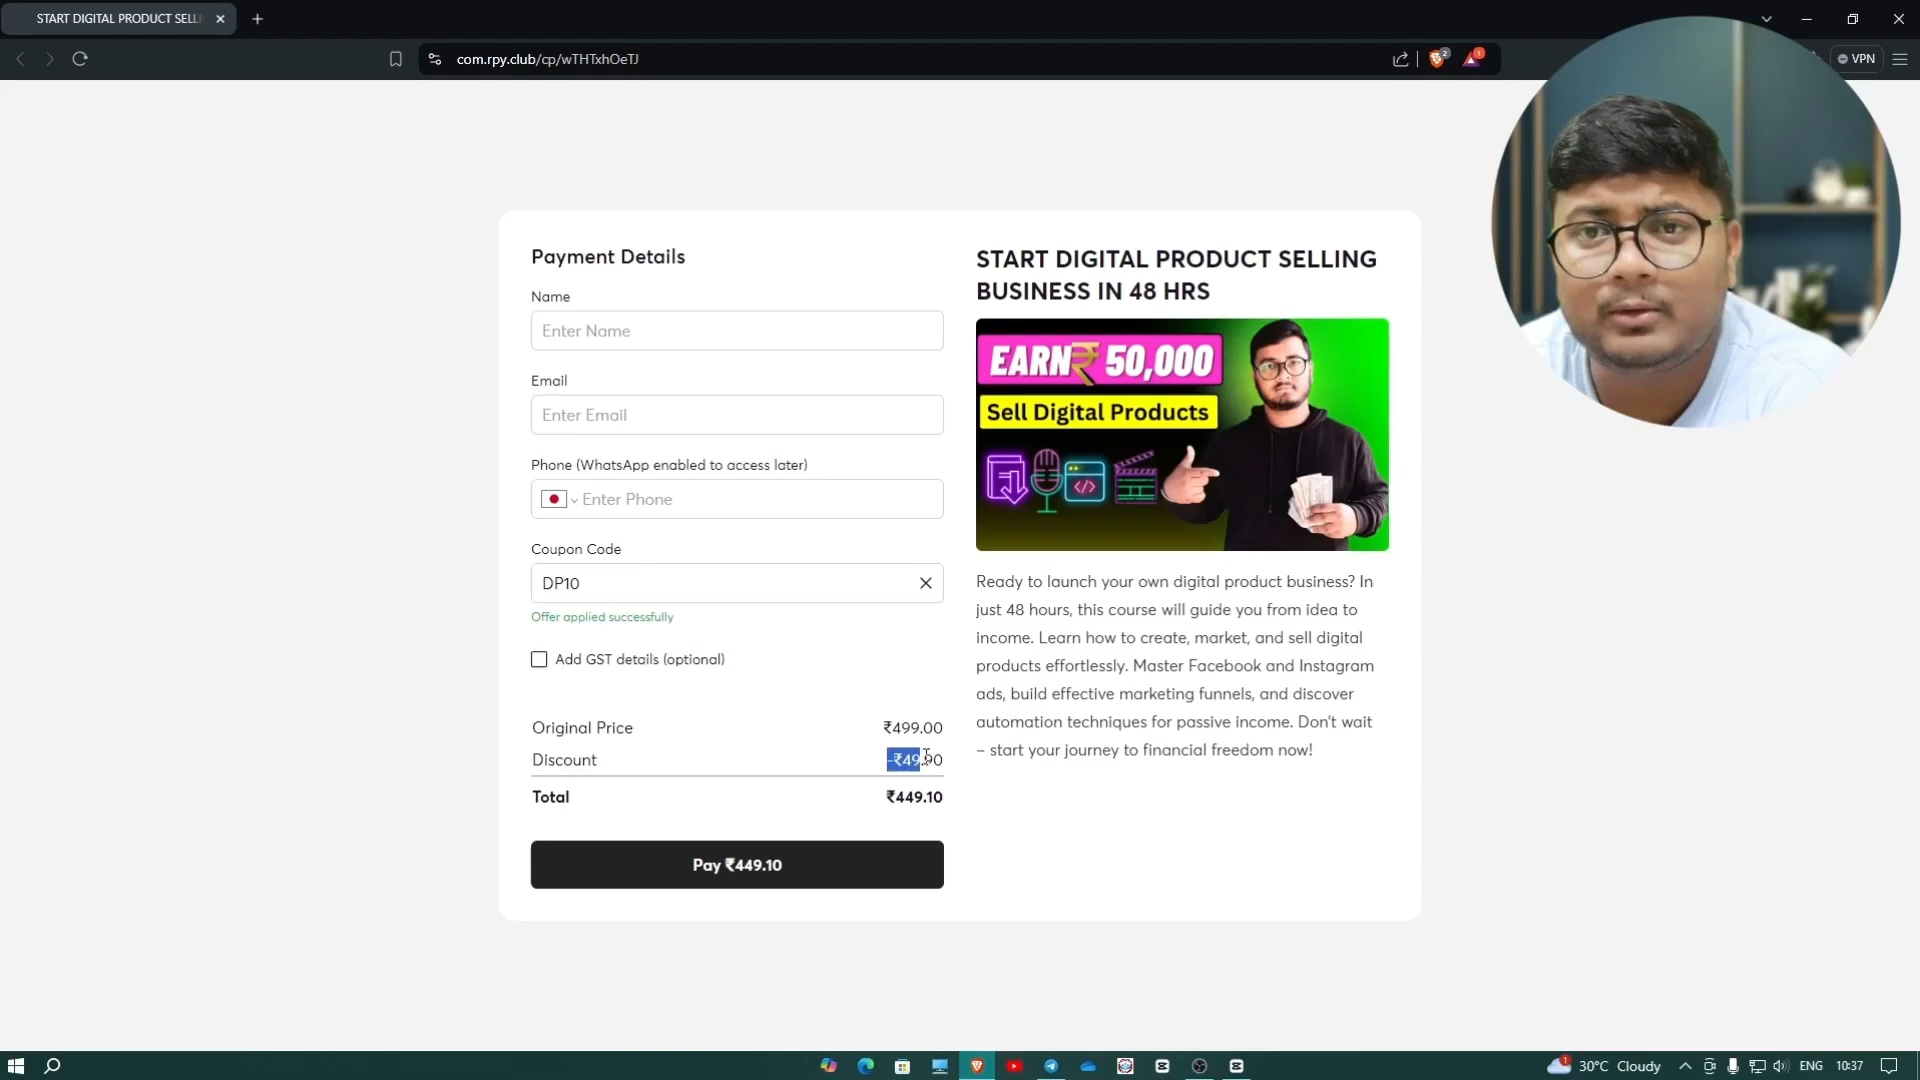 START DIGITAL PRODUCT SELL
com.rpy.club/cp/wTHTxhOeTJ
2
1
VPN
Payment Details
Name
Enter Name
Email
Enter Email
Phone (WhatsApp enabled to access later)
Enter Phone
Coupon Code
DP10
Offer applied successfully
Add GST details (optional)
Original Price ₹499.00
Discount -₹49.90
Total ₹449.10
Pay ₹449.10
START DIGITAL PRODUCT SELLING
BUSINESS IN 48 HRS
EARN₹ 50,000
Sell Digital Products
</>
Ready to launch your own digital product business? In
just 48 hours, this course will guide you from idea to
income. Learn how to create, market, and sell digital
products effortlessly. Master Facebook and Instagram
ads, build effective marketing funnels, and discover
automation techniques for passive income. Don't wait
– start your journey to financial freedom now!
1
30°C Cloudy
ENG
10:37